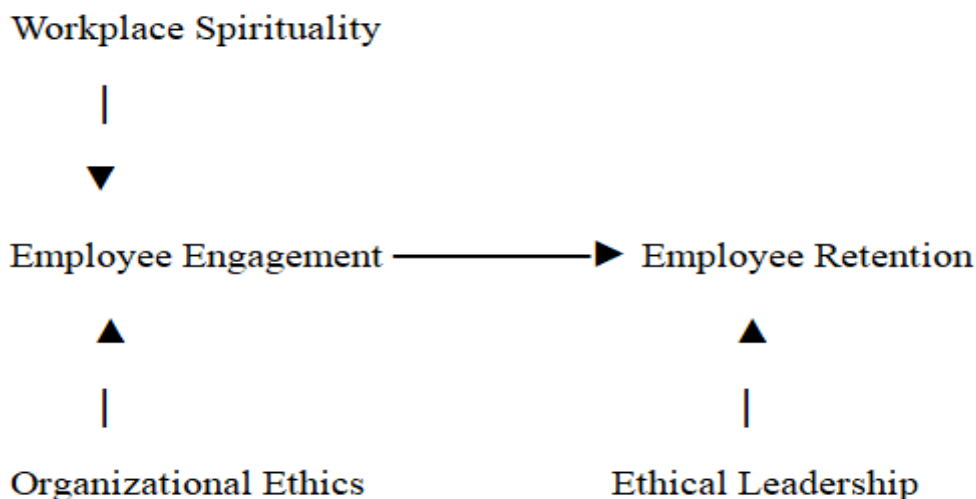 Workplace Spirituality
Employee Engagement Employee Retention
Organizational Ethics Ethical Leadership